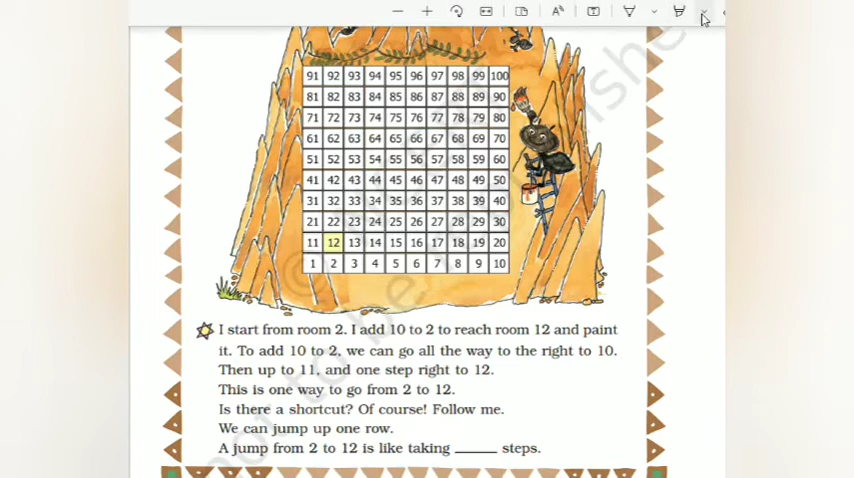 91 92 93 94 95 96 97 98 99 100
81 82 83 84 85 86 87 88 89 90
71 72 73 74 75 76 77 78 79 80
61 62 63 64 65 66 67 68 69 70
51 52 53 54 55 56 57 58 59 60
41 42 43 44 45 46 47 48 49 50
31 32 33 34 35 36 37 38 39 40
21 22 23 24 25 26 27 28 29 30
11 12 13 14 15 16 17 18 19 20
1 2 3 4 5 6 7 8 9 10
I start from room 2. I add 10 to 2 to reach room 12 and paint
it. To add 10 to 2, we can go all the way to the right to 10.
Then up to 11, and one step right to 12.
This is one way to go from 2 to 12.
Is there a shortcut? Of course! Follow me.
We can jump up one row.
A jump from 2 to 12 is like taking ______ steps.